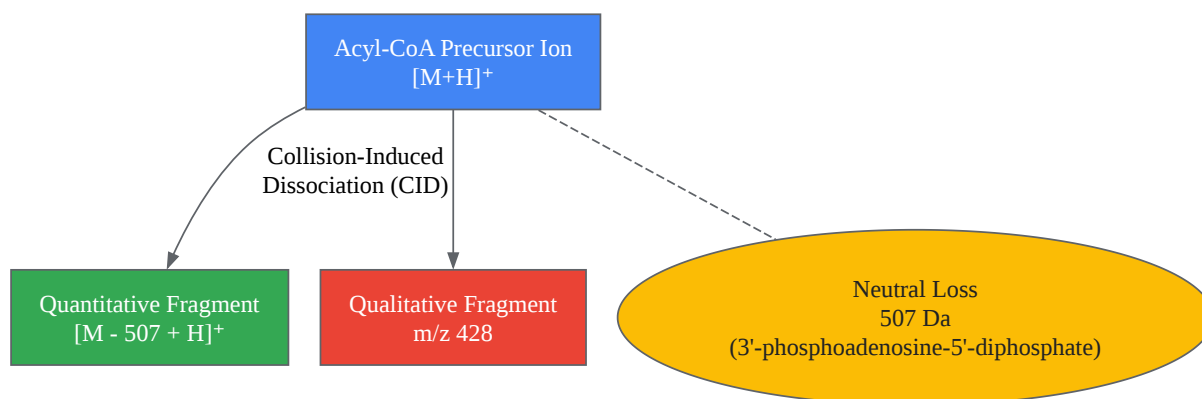 Acyl-CoA Precursor Ion
[M+H]⁺
Collision-Induced
Dissociation (CID)
Quantitative Fragment
[M - 507 + H]⁺
Qualitative Fragment
m/z 428
Neutral Loss
507 Da
(3'-phosphoadenosine-5'-diphosphate)